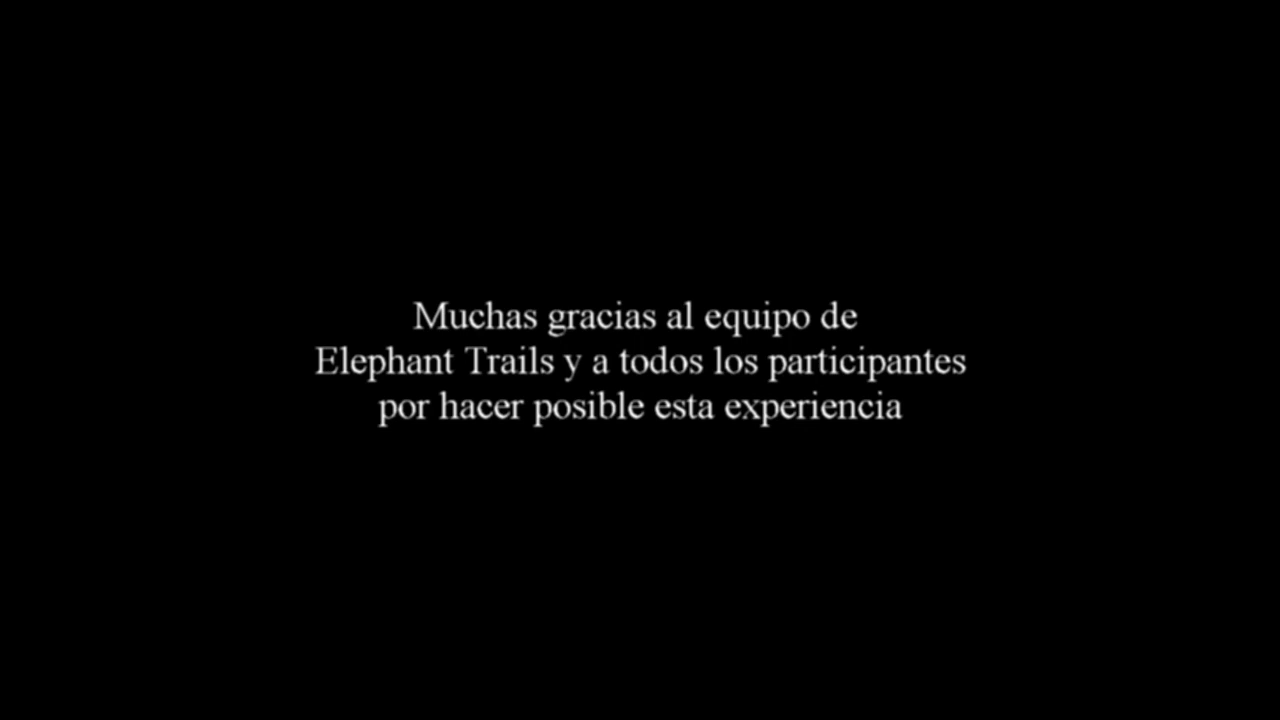 Muchas gracias al equipo de
Elephant Trails y a todos los participantes
por hacer posible esta experiencia